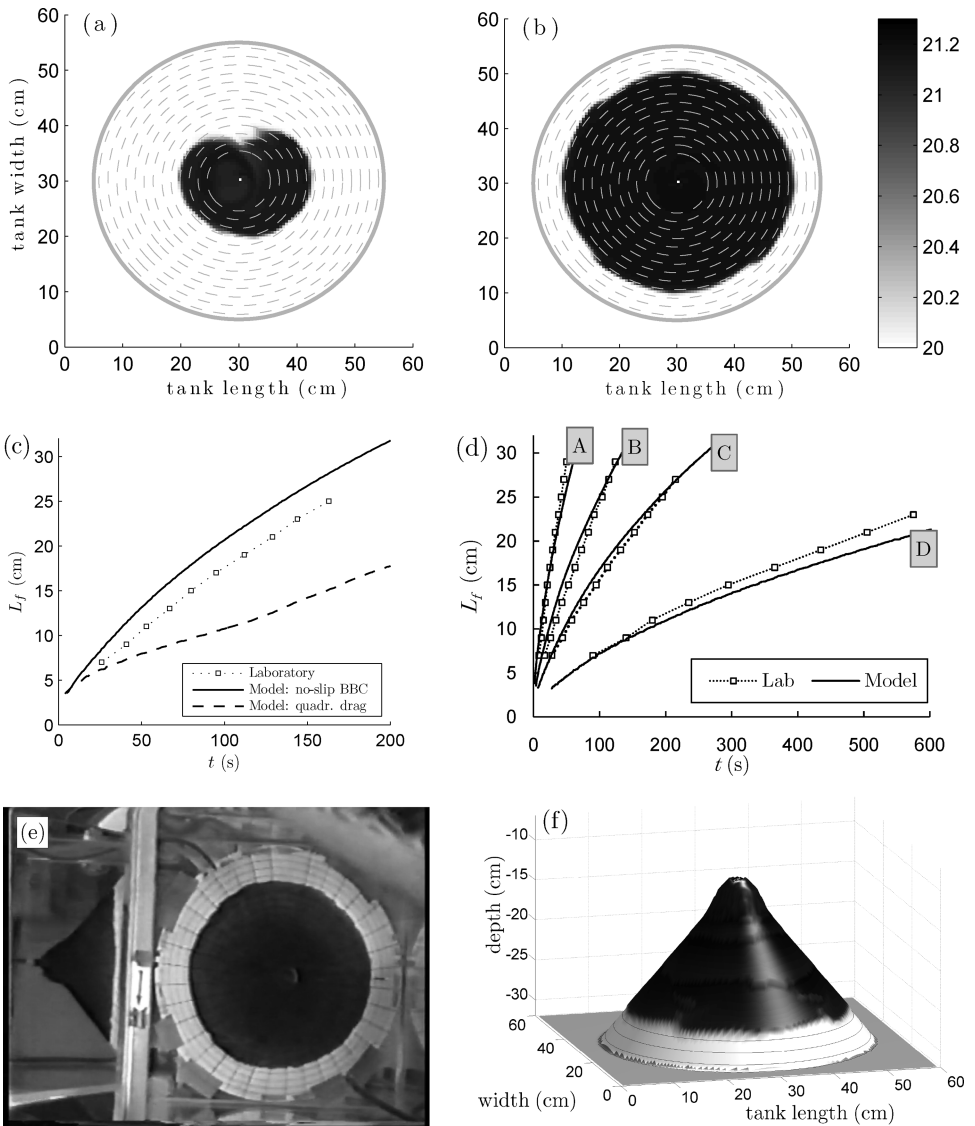 (a)
60
50
40
30
20
10
0
tank width (cm)
0 10 20 30 40 50 60
tank length (cm)
(b)
60
50
40
30
20
10
0
0 10 20 30 40 50 60
tank length (cm)
21.2
21
20.8
20.6
20.4
20.2
20
(c)
30
25
20
15
10
5
0
L_f (cm)
Laboratory
Model: no-slip BBC
Model: quadr. drag
0 50 100 150 200
t (s)
(d)
30
25
20
15
10
5
0
L_f (cm)
A
B
C
D
Lab Model
0 100 200 300 400 500 600
t (s)
(e)
(f)
-10
-15
-20
-25
-30
depth (cm)
60
40
20
0
width (cm)
0 10 20 30 40 50 60
tank length (cm)